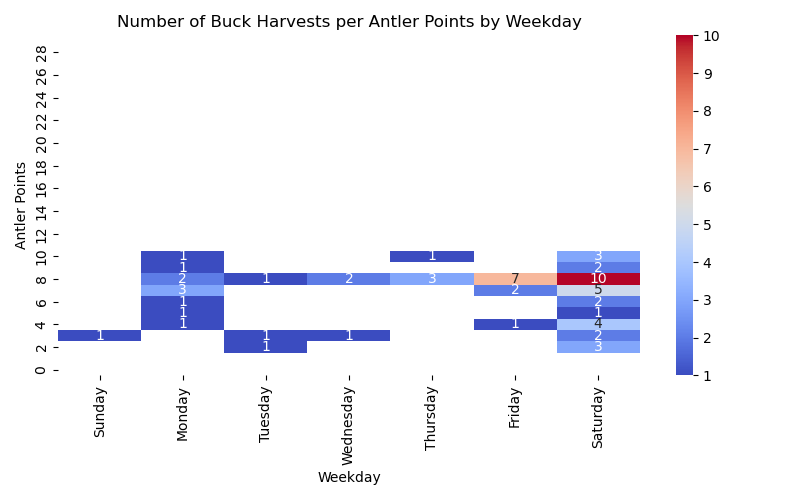 Number of Buck Harvests per Antler Points by Weekday
Antler Points
28
26
24
22
20
18
16
14
12
10
8
6
4
2
0
1 1 3
1 2
2 1 2 3 7 10
3 2 5
1 2
1 1
1 1 4
1 1 1 2
1 3
Sunday
Monday
Tuesday
Wednesday
Thursday
Friday
Saturday
Weekday
10
9
8
7
6
5
4
3
2
1